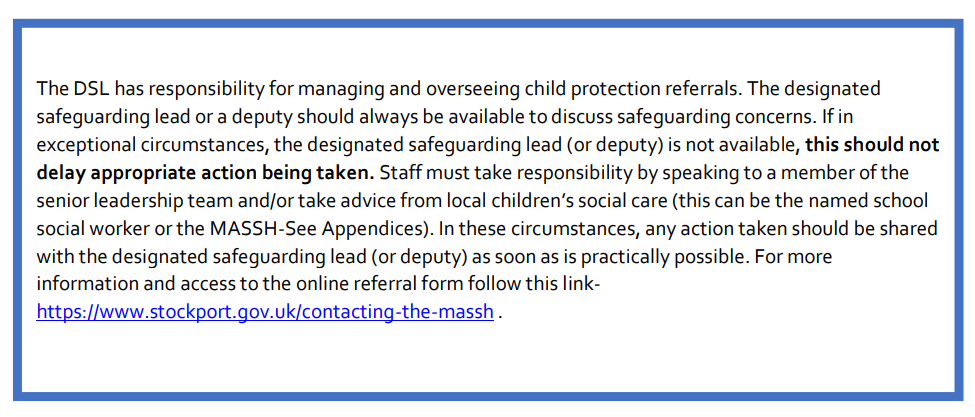 The DSL has responsibility for managing and overseeing child protection referrals. The designated
safeguarding lead or a deputy should always be available to discuss safeguarding concerns. If in
exceptional circumstances, the designated safeguarding lead (or deputy) is not available, this should not
delay appropriate action being taken. Staff must take responsibility by speaking to a member of the
senior leadership team and/or take advice from local children’s social care (this can be the named school
social worker or the MASSH-See Appendices). In these circumstances, any action taken should be shared
with the designated safeguarding lead (or deputy) as soon as is practically possible. For more
information and access to the online referral form follow this link-
https://www.stockport.gov.uk/contacting-the-massh .